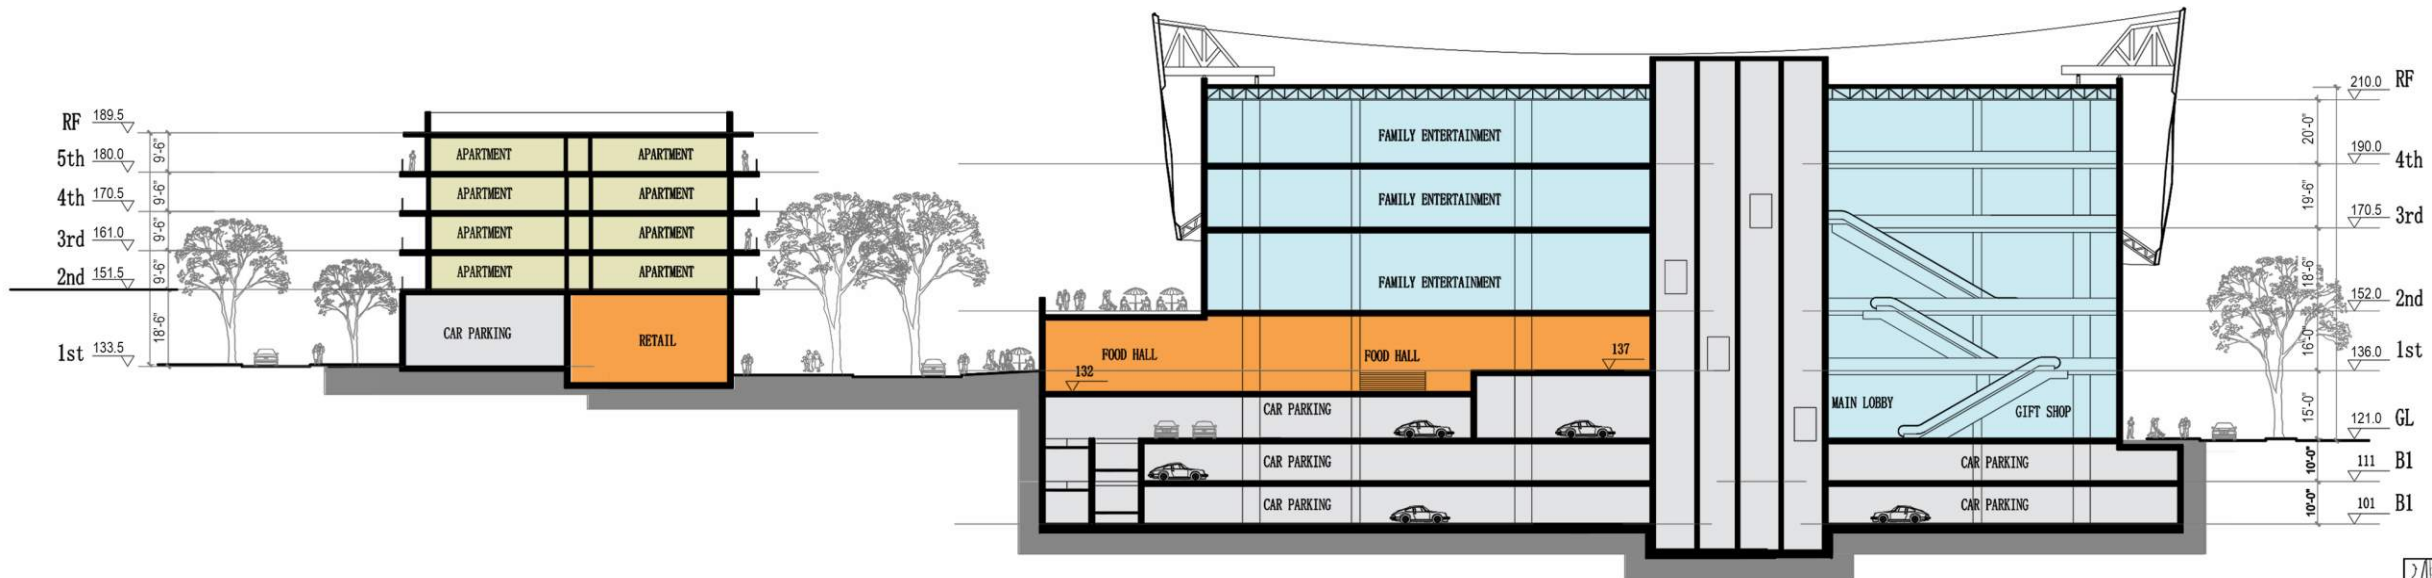 RF 189.5
5th 180.0
4th 170.5
3rd 161.0
2nd 151.5
1st 133.5
9'-6"
9'-6"
9'-6"
9'-6"
18'-6"
APARTMENT APARTMENT
APARTMENT APARTMENT
APARTMENT APARTMENT
APARTMENT APARTMENT
CAR PARKING RETAIL
FAMILY ENTERTAINMENT
FAMILY ENTERTAINMENT
FAMILY ENTERTAINMENT
FOOD HALL FOOD HALL 137
132
CAR PARKING
CAR PARKING
CAR PARKING
MAIN LOBBY GIFT SHOP
CAR PARKING
CAR PARKING
20'-0"
19'-6"
18'-6"
16'-0"
15'-0"
10'-0"
10'-0"
210.0 RF
190.0 4th
170.5 3rd
152.0 2nd
136.0 1st
121.0 GL
111 B1
101 B1